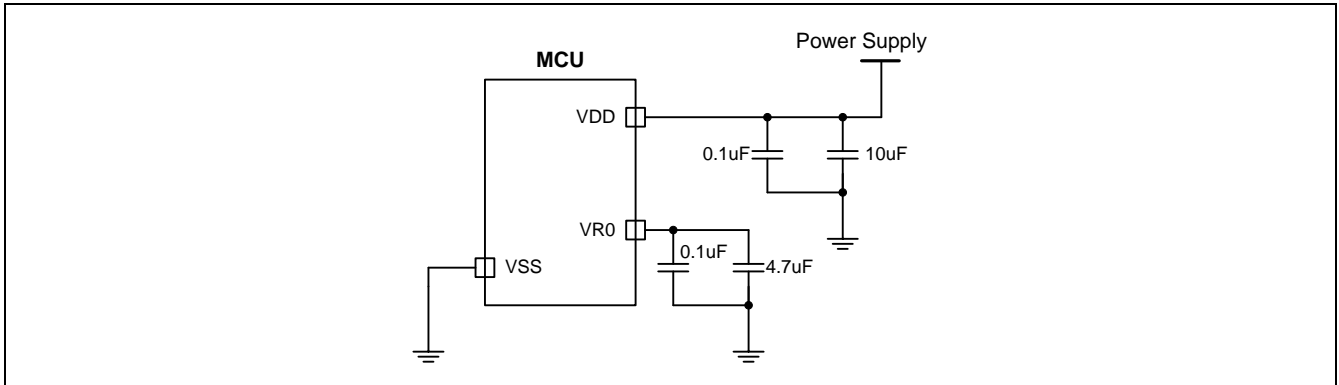 Power Supply
MCU
VDD
0.1uF
10uF
VR0
0.1uF
4.7uF
VSS